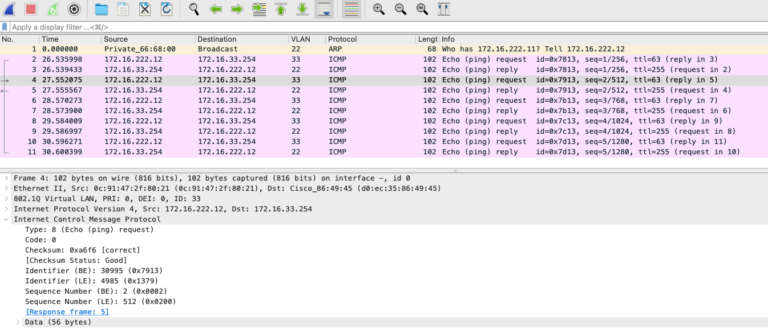 Apply a display filter ... <⌘/>
No. Time Source Destination VLAN Protocol Lengt Info
1 0.000000 Private_66:68:00 Broadcast 22 ARP 68 Who has 172.16.222.11? Tell 172.16.222.12
2 26.535998 172.16.222.12 172.16.33.254 33 ICMP 102 Echo (ping) request id=0x7813, seq=1/256, ttl=63 (reply in 3)
3 26.539433 172.16.33.254 172.16.222.12 33 ICMP 102 Echo (ping) reply id=0x7813, seq=1/256, ttl=255 (request in 2)
4 27.552075 172.16.222.12 172.16.33.254 33 ICMP 102 Echo (ping) request id=0x7913, seq=2/512, ttl=63 (reply in 5)
5 27.555567 172.16.33.254 172.16.222.12 33 ICMP 102 Echo (ping) reply id=0x7913, seq=2/512, ttl=255 (request in 4)
6 28.570273 172.16.222.12 172.16.33.254 33 ICMP 102 Echo (ping) request id=0x7b13, seq=3/768, ttl=63 (reply in 7)
7 28.573900 172.16.33.254 172.16.222.12 33 ICMP 102 Echo (ping) reply id=0x7b13, seq=3/768, ttl=255 (request in 6)
8 29.584009 172.16.222.12 172.16.33.254 33 ICMP 102 Echo (ping) request id=0x7c13, seq=4/1024, ttl=63 (reply in 9)
9 29.586997 172.16.33.254 172.16.222.12 33 ICMP 102 Echo (ping) reply id=0x7c13, seq=4/1024, ttl=255 (request in 8)
10 30.596271 172.16.222.12 172.16.33.254 33 ICMP 102 Echo (ping) request id=0x7d13, seq=5/1280, ttl=63 (reply in 11)
11 30.600399 172.16.33.254 172.16.222.12 33 ICMP 102 Echo (ping) reply id=0x7d13, seq=5/1280, ttl=255 (request in 10)
Frame 4: 102 bytes on wire (816 bits), 102 bytes captured (816 bits) on interface -, id 0
Ethernet II, Src: 0c:91:47:2f:80:21 (0c:91:47:2f:80:21), Dst: Cisco_86:49:45 (d0:ec:35:86:49:45)
802.1Q Virtual LAN, PRI: 0, DEI: 0, ID: 33
Internet Protocol Version 4, Src: 172.16.222.12, Dst: 172.16.33.254
Internet Control Message Protocol
Type: 8 (Echo (ping) request)
Code: 0
Checksum: 0xa6f6 [correct]
[Checksum Status: Good]
Identifier (BE): 30995 (0x7913)
Identifier (LE): 4985 (0x1379)
Sequence Number (BE): 2 (0x0002)
Sequence Number (LE): 512 (0x0200)
[Response frame: 5]
Data (56 bytes)